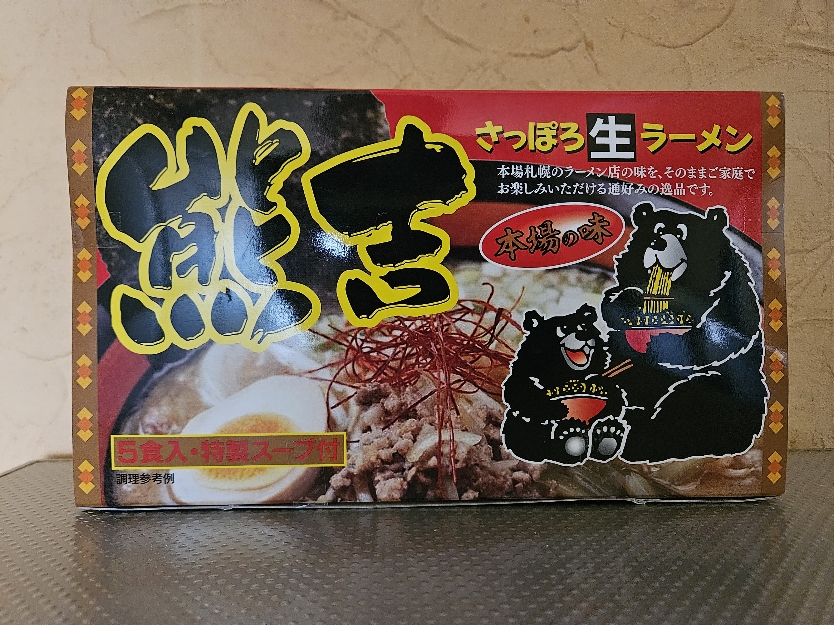 熊吉
さっぽろ生ラーメン
本場札幌のラーメン店の味を、そのままご家庭で
お楽しみいただける通好みの逸品です。
本場の味
5食入・特製スープ付
調理参考例